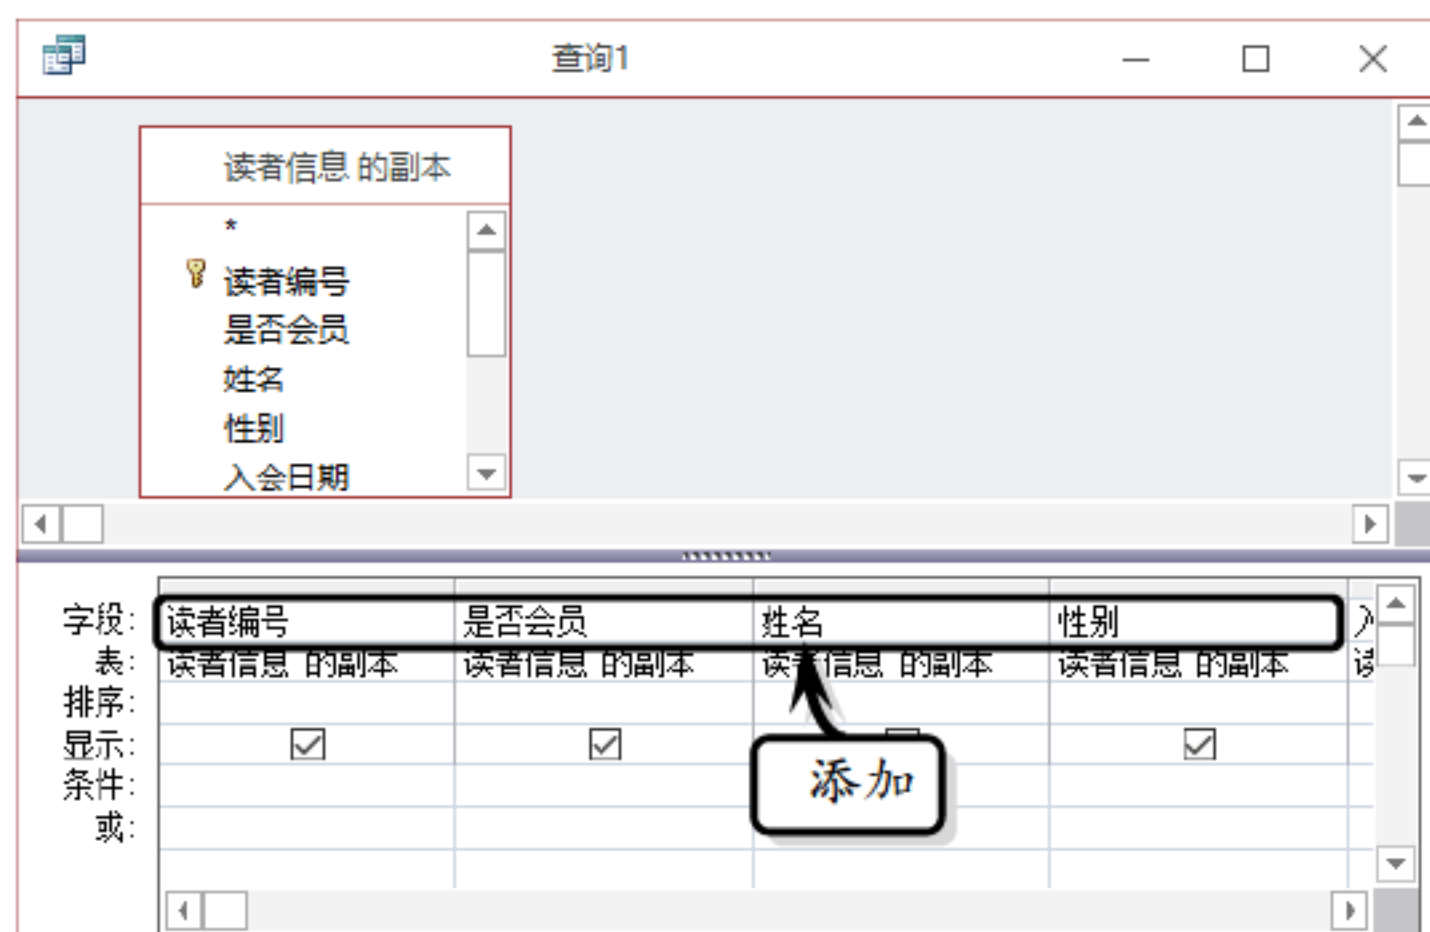 查询1
读者信息 的副本
*
读者编号
是否会员
姓名
性别
入会日期
字段: 读者编号 是否会员 姓名 性别
表: 读者信息 的副本 读者信息 的副本 读者信息 的副本 读者信息 的副本
排序:
显示:
添加
条件:
或: